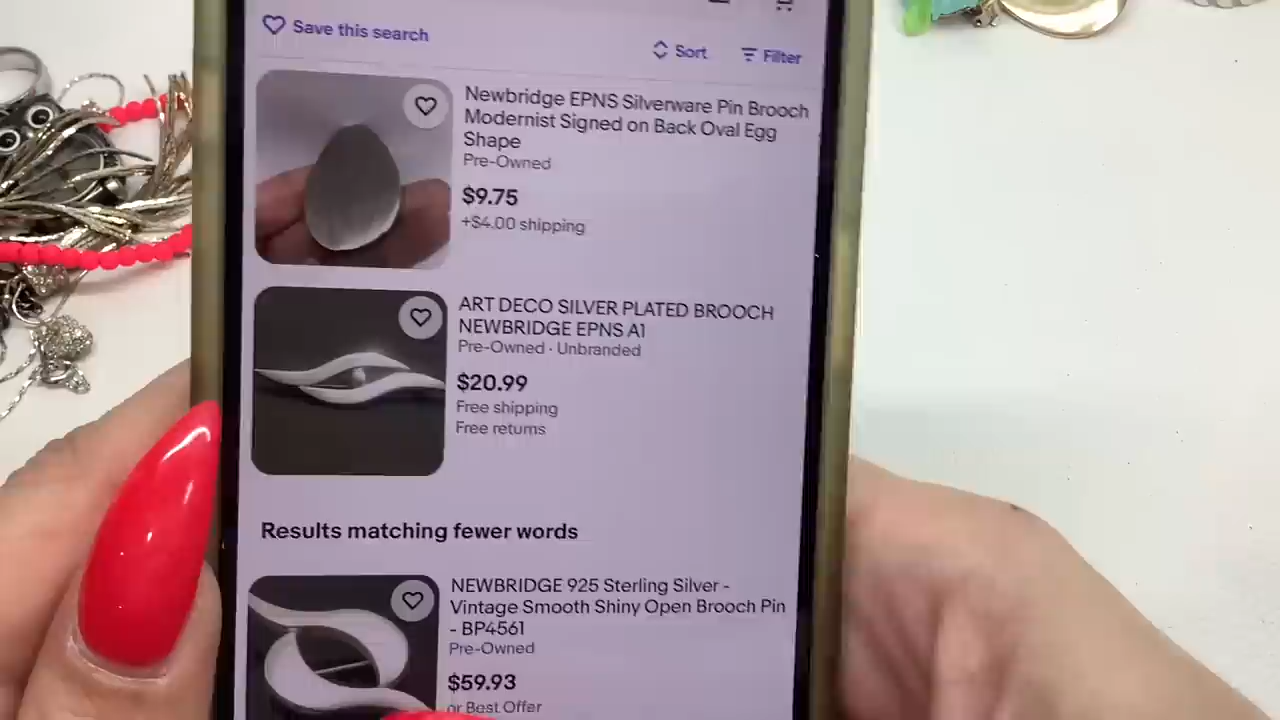 Save this search
Sort
Filter
Newbridge EPNS Silverware Pin Brooch
Modernist Signed on Back Oval Egg
Shape
Pre-Owned
$9.75
+$4.00 shipping
ART DECO SILVER PLATED BROOCH
NEWBRIDGE EPNS A1
Pre-Owned · Unbranded
$20.99
Free shipping
Free returns
Results matching fewer words
NEWBRIDGE 925 Sterling Silver -
Vintage Smooth Shiny Open Brooch Pin
- BP4561
Pre-Owned
$59.93
or Best Offer